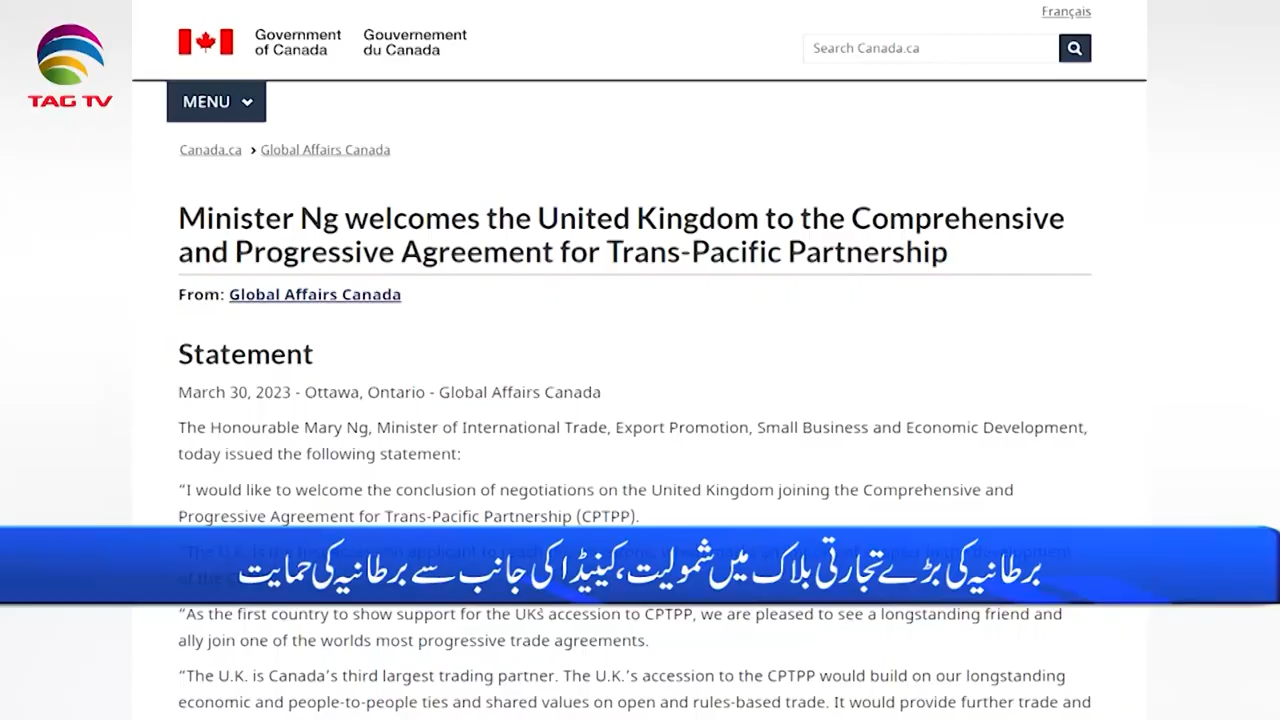 TAG TV
Français
Government of Canada
Gouvernement du Canada
Search Canada.ca
MENU
Canada.ca > Global Affairs Canada
Minister Ng welcomes the United Kingdom to the Comprehensive
and Progressive Agreement for Trans-Pacific Partnership
From: Global Affairs Canada
Statement
March 30, 2023 - Ottawa, Ontario - Global Affairs Canada
The Honourable Mary Ng, Minister of International Trade, Export Promotion, Small Business and Economic Development,
today issued the following statement:
“I would like to welcome the conclusion of negotiations on the United Kingdom joining the Comprehensive and
Progressive Agreement for Trans-Pacific Partnership (CPTPP).
برطانیہ کی بڑے تجارتی بلاک میں شمولیت، کینیڈا کی جانب سے برطانیہ کی حمایت
“As the first country to show support for the UKs accession to CPTPP, we are pleased to see a longstanding friend and
ally join one of the worlds most progressive trade agreements.
“The U.K. is Canada’s third largest trading partner. The U.K.’s accession to the CPTPP would build on our longstanding
economic and people-to-people ties and shared values on open and rules-based trade. It would provide further trade and